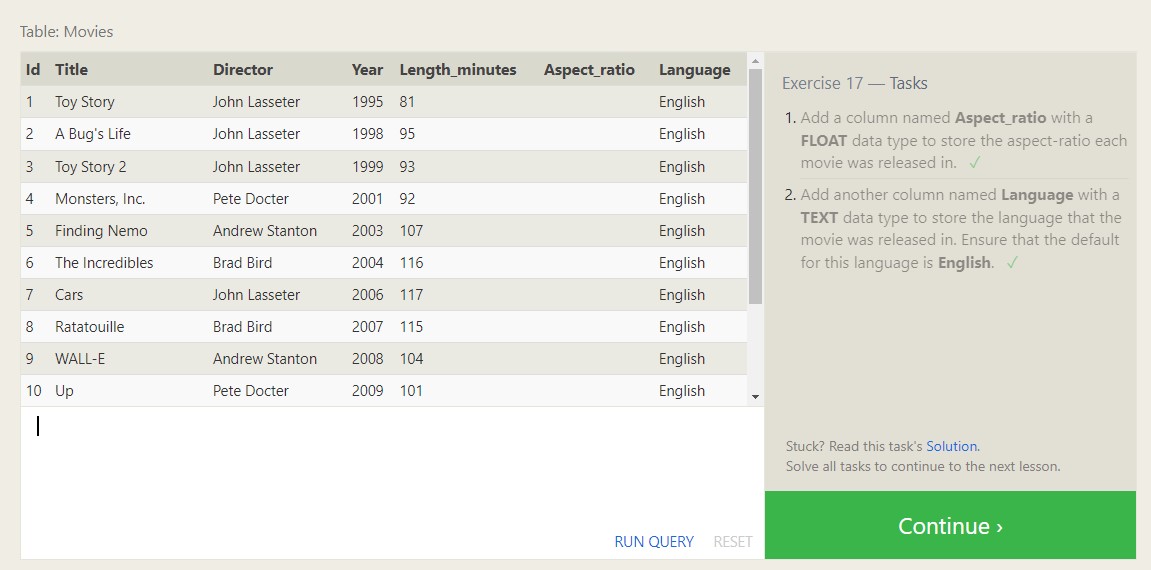 Table: Movies
Id Title Director Year Length_minutes Aspect_ratio Language
1 Toy Story John Lasseter 1995 81 English
2 A Bug's Life John Lasseter 1998 95 English
3 Toy Story 2 John Lasseter 1999 93 English
4 Monsters, Inc. Pete Docter 2001 92 English
5 Finding Nemo Andrew Stanton 2003 107 English
6 The Incredibles Brad Bird 2004 116 English
7 Cars John Lasseter 2006 117 English
8 Ratatouille Brad Bird 2007 115 English
9 WALL-E Andrew Stanton 2008 104 English
10 Up Pete Docter 2009 101 English
RUN QUERY RESET
Exercise 17 — Tasks
1. Add a column named Aspect_ratio with a
FLOAT data type to store the aspect-ratio each
movie was released in. ✓
2. Add another column named Language with a
TEXT data type to store the language that the
movie was released in. Ensure that the default
for this language is English. ✓
Stuck? Read this task's Solution.
Solve all tasks to continue to the next lesson.
Continue ›